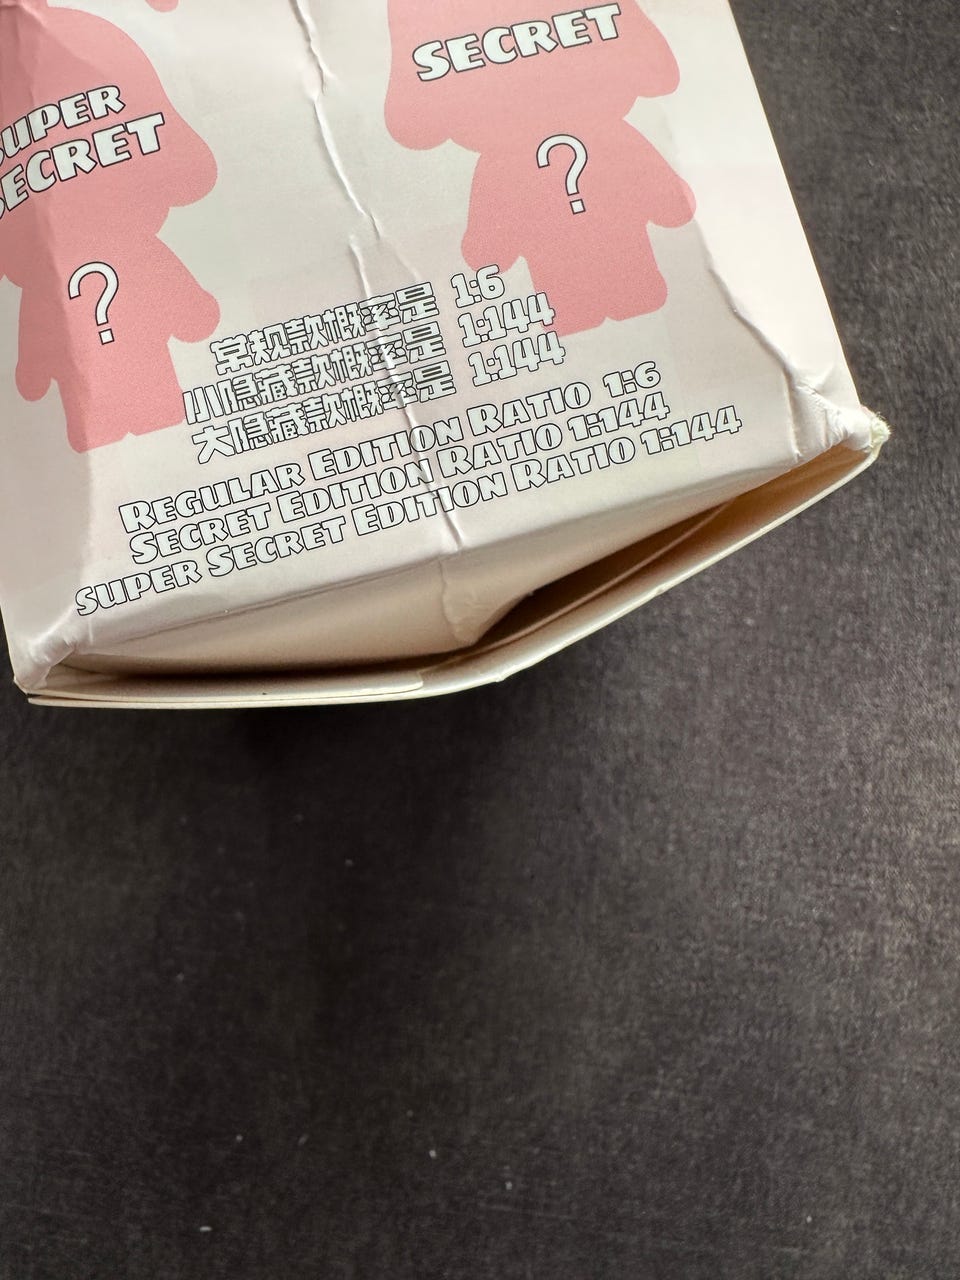 SUPER
SECRET
?
SECRET
?
常规款概率是 1:6
小隐藏款概率是 1:144
大隐藏款概率是 1:144
REGULAR EDITION RATIO 1:6
SECRET EDITION RATIO 1:144
SUPER SECRET EDITION RATIO 1:144